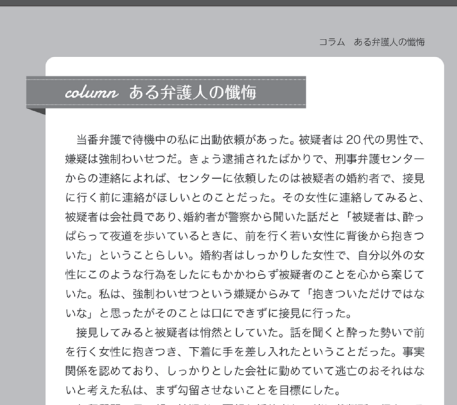 コラム　ある弁護人の懺悔
column ある弁護人の懺悔
　当番弁護で待機中の私に出動依頼があった。被疑者は20代の男性で、
嫌疑は強制わいせつだ。きょう逮捕されたばかりで、刑事弁護センター
からの連絡によれば、センターに依頼したのは被疑者の婚約者で、接見
に行く前に連絡がほしいとのことだった。その女性に連絡してみると、
被疑者は会社員であり、婚約者が警察から聞いた話だと「被疑者は、酔っ
ぱらって夜道を歩いているときに、前を行く若い女性に背後から抱きつ
いた」ということらしい。婚約者はしっかりした女性で、自分以外の女
性にこのような行為をしたにもかかわらず被疑者のことを心から案じて
いた。私は、強制わいせつという嫌疑からみて「抱きついただけではな
いな」と思ったがそのことは口にできずに接見に行った。
　接見してみると被疑者は悄然としていた。話を聞くと酔った勢いで前
を行く女性に抱きつき、下着に手を差し入れたということだった。事実
関係を認めており、しっかりとした会社に勤めていて逃亡のおそれはな
いと考えた私は、まず勾留させないことを目標にした。